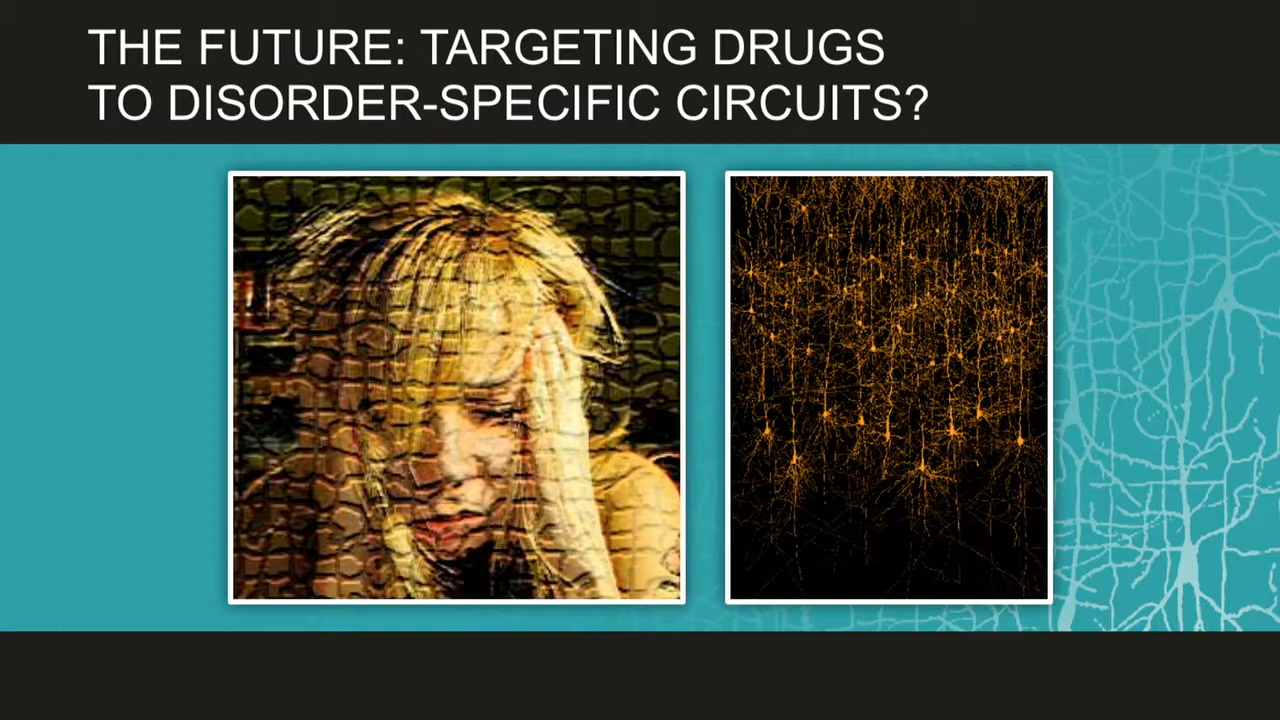 THE FUTURE: TARGETING DRUGS
TO DISORDER-SPECIFIC CIRCUITS?